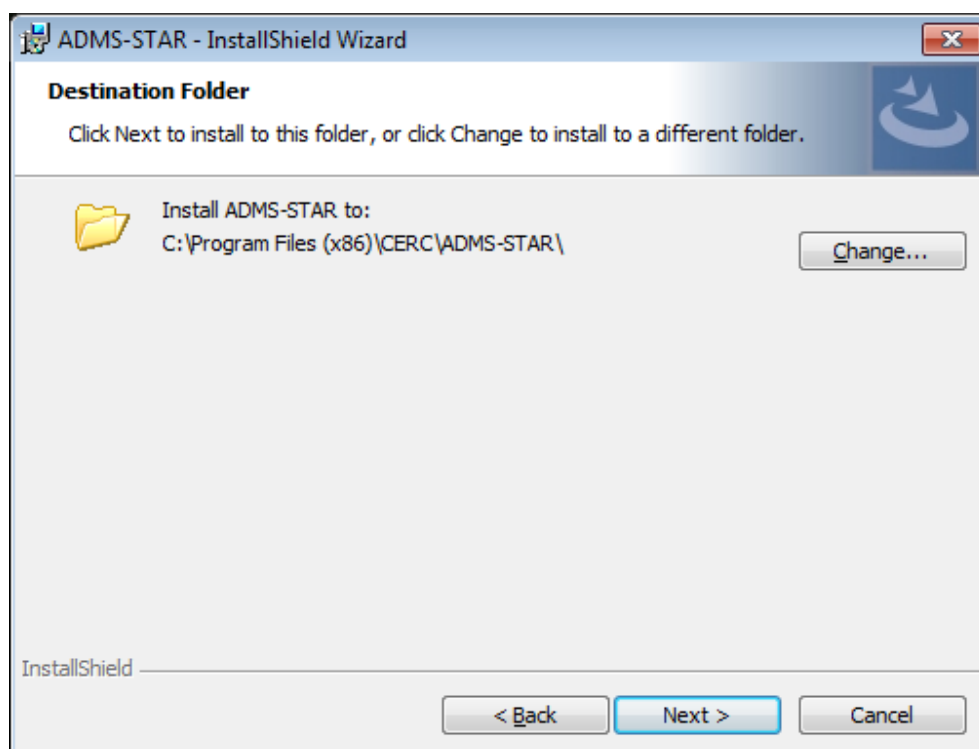 ADMS-STAR - InstallShield Wizard
Destination Folder
Click Next to install to this folder, or click Change to install to a different folder.
Install ADMS-STAR to:
C:\Program Files (x86)\CERC\ADMS-STAR\
Change...
InstallShield
< Back
Next >
Cancel